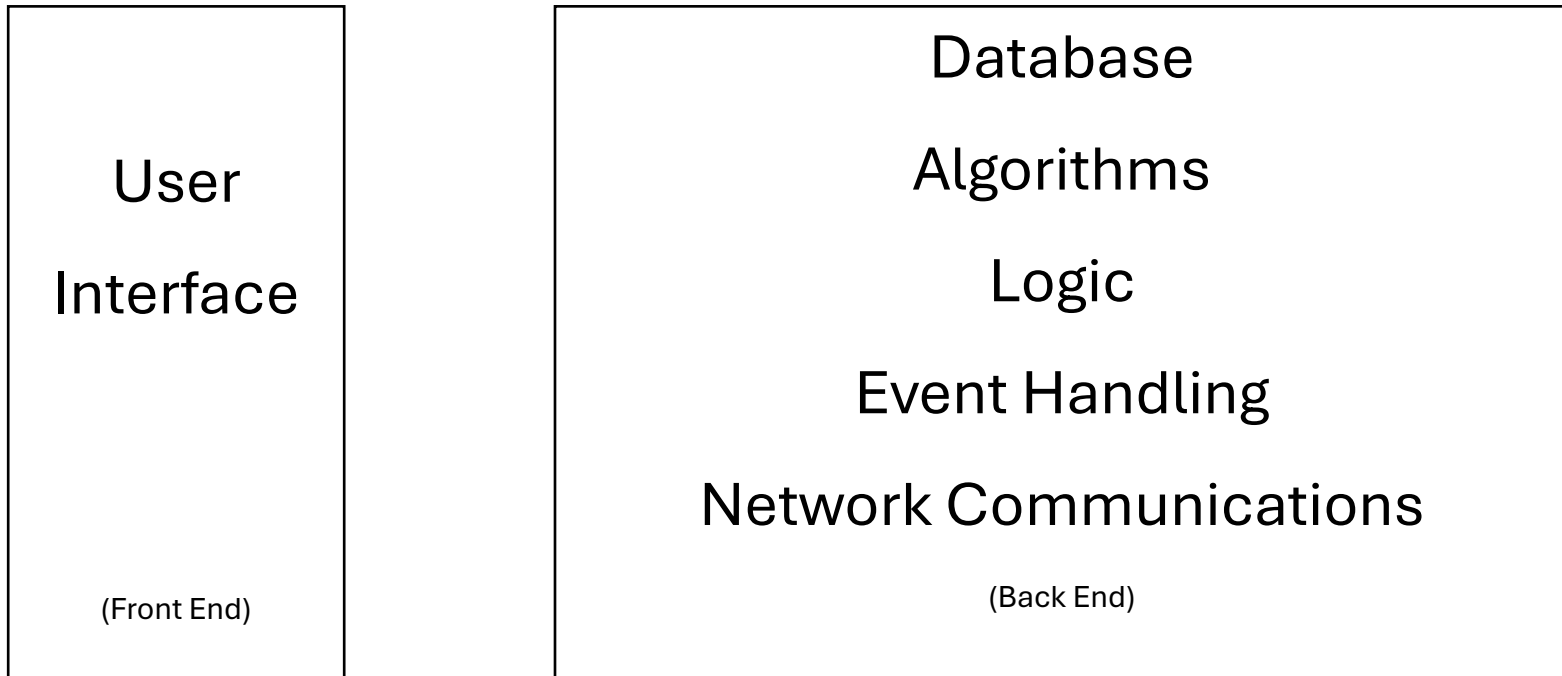 User
Interface
(Front End)
Database
Algorithms
Logic
Event Handling
Network Communications
(Back End)